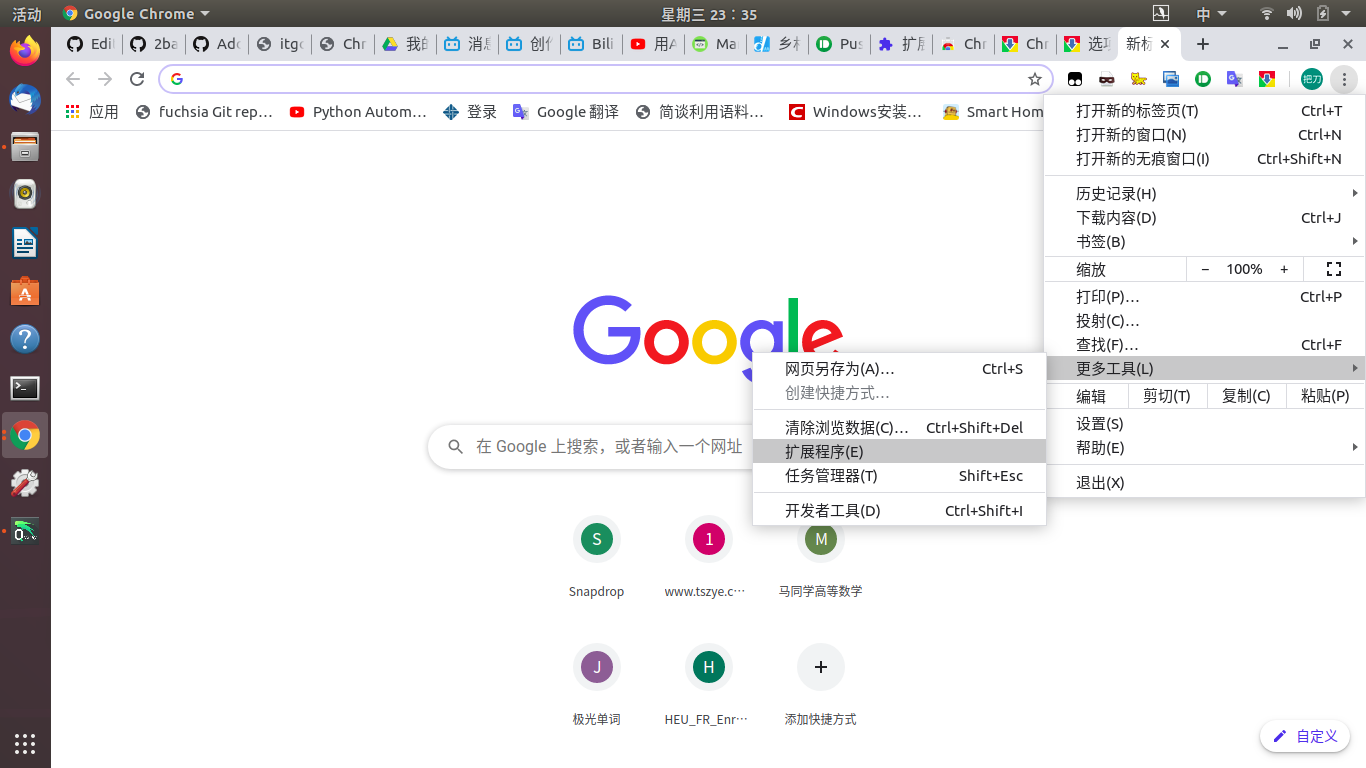 活动
Google Chrome
星期三 23：35
中
Edi
2ba
Ad
itg
Chr
我的
消息
创作
Bili
用A
Ma
乡村
Pus
扩展
Chr
Chr
选项
新标
把刀
应用
fuchsia Git rep…
Python Autom…
登录
Google 翻译
简谈利用语料…
Windows安装…
Smart Hom
打开新的标签页(T) Ctrl+T
打开新的窗口(N) Ctrl+N
打开新的无痕窗口(I) Ctrl+Shift+N
历史记录(H)
下载内容(D) Ctrl+J
书签(B)
缩放 − 100% +
打印(P)… Ctrl+P
投射(C)…
查找(F)… Ctrl+F
更多工具(L)
编辑 剪切(T) 复制(C) 粘贴(P)
设置(S)
帮助(E)
退出(X)
网页另存为(A)… Ctrl+S
创建快捷方式…
清除浏览数据(C)… Ctrl+Shift+Del
扩展程序(E)
任务管理器(T) Shift+Esc
开发者工具(D) Ctrl+Shift+I
Google
在 Google 上搜索，或者输入一个网址
S
1
M
Snapdrop
www.tszye.c…
马同学高等数学
J
H
极光单词
HEU_FR_Enr…
添加快捷方式
自定义